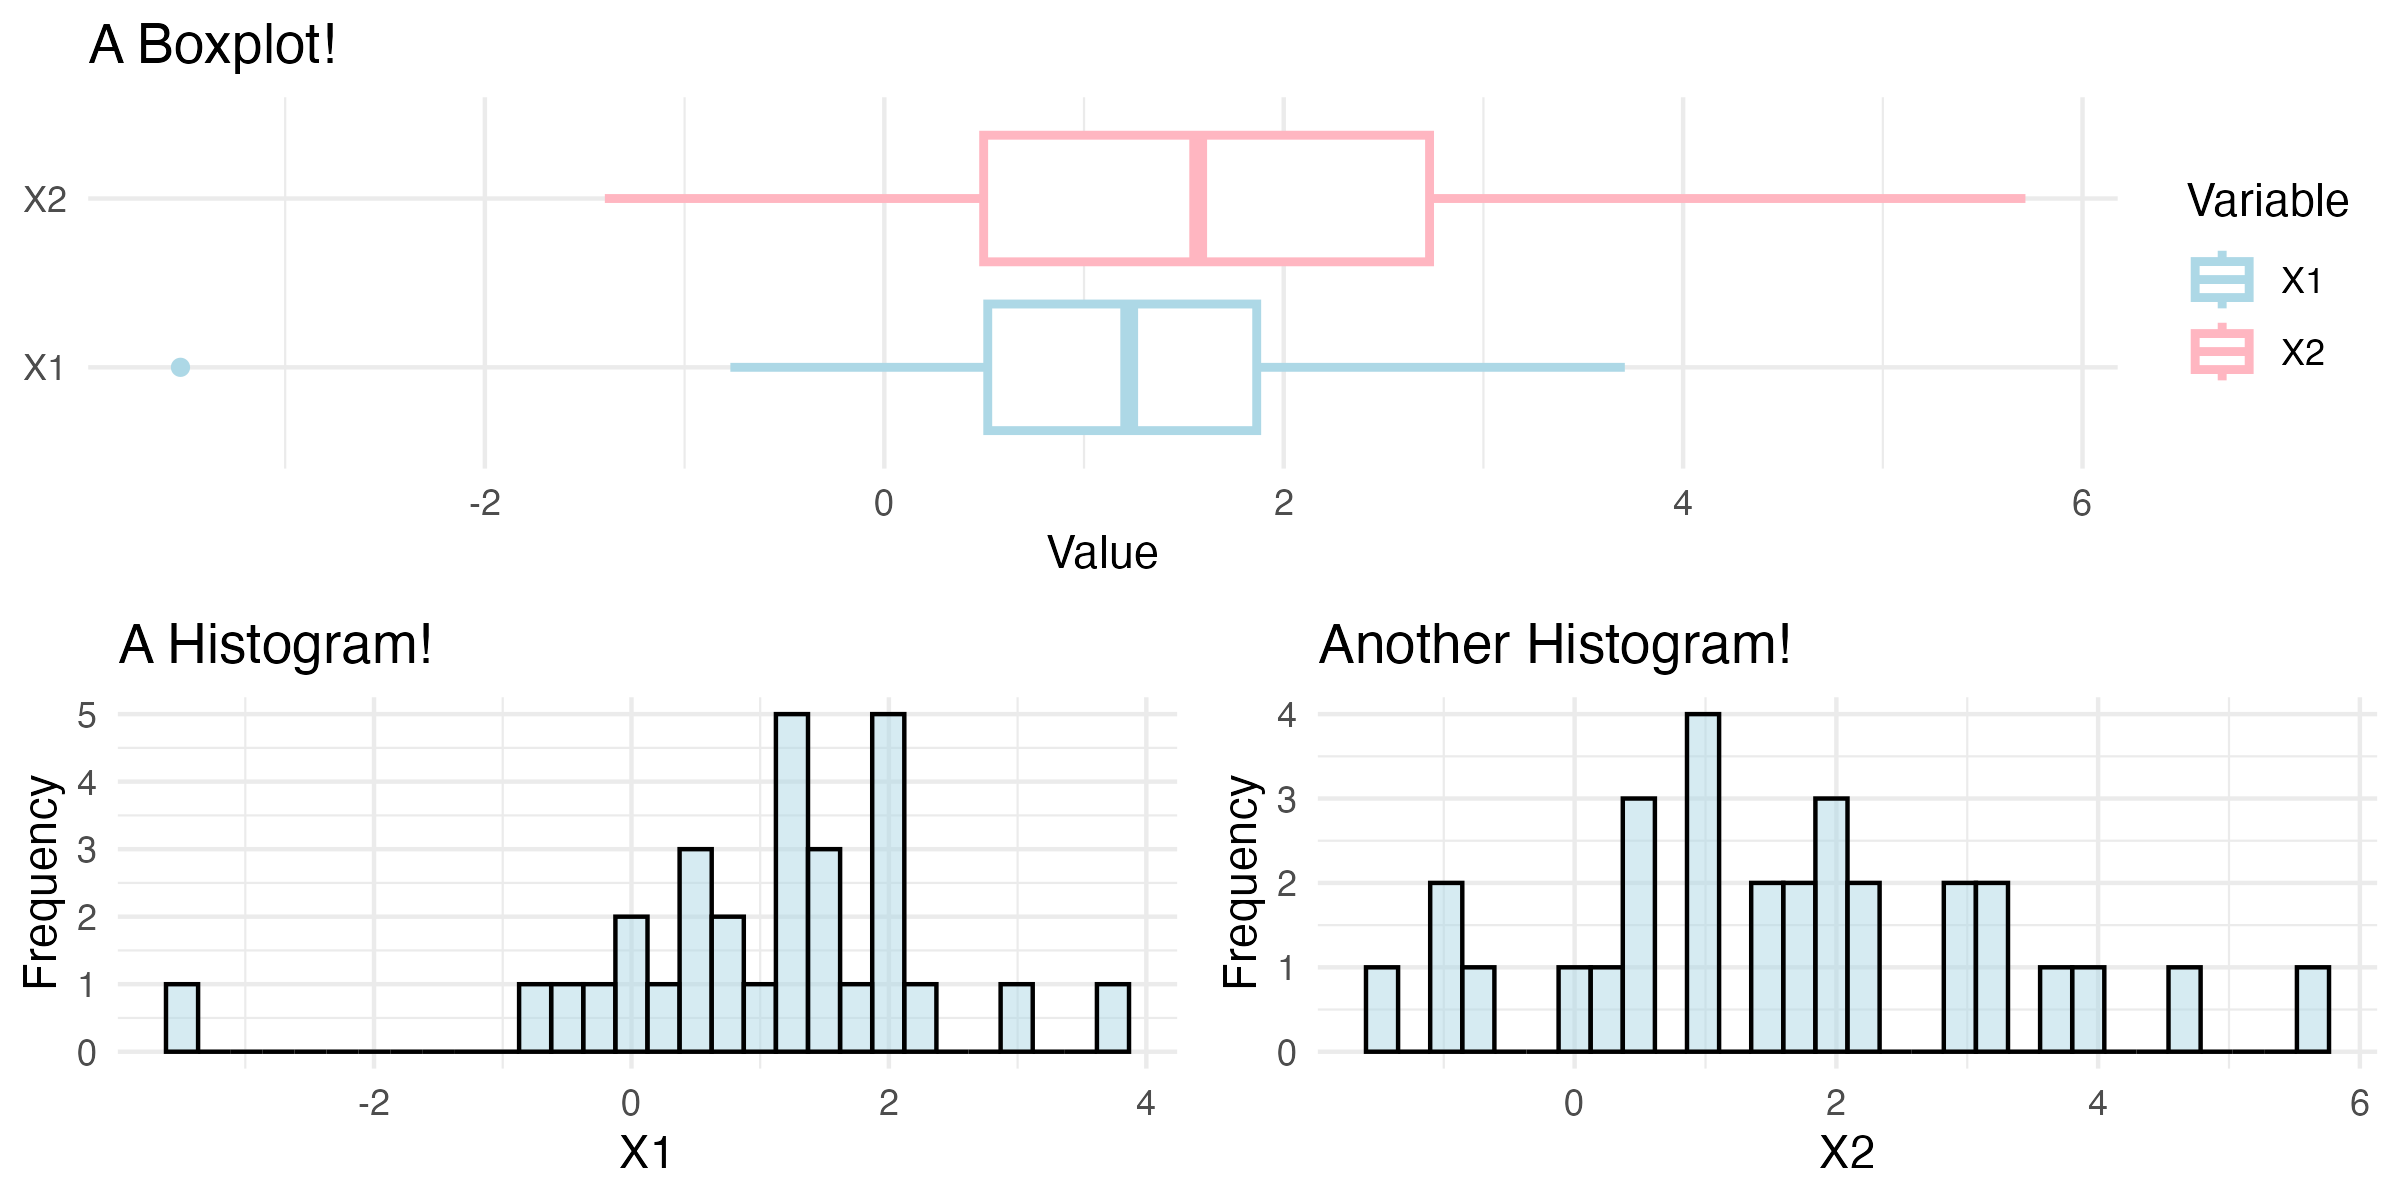 A Boxplot!
X2
X1
-2 0 2 4 6
Value
Variable
X1
X2
A Histogram!
5
4
3
2
1
0
Frequency
-2 0 2 4
X1
Another Histogram!
4
3
2
1
0
Frequency
0 2 4 6
X2